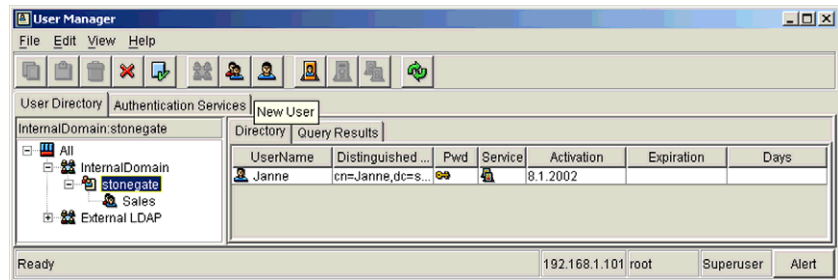 User Manager
File Edit View Help
User Directory Authentication Services New User
InternalDomain:stonegate Directory Query Results
All
UserName Distinguished ... Pwd Service Activation Expiration Days
InternalDomain
Janne cn=Janne,dc=s... 8.1.2002
stonegate
Sales
External LDAP
Ready 192.168.1.101 root Superuser Alert